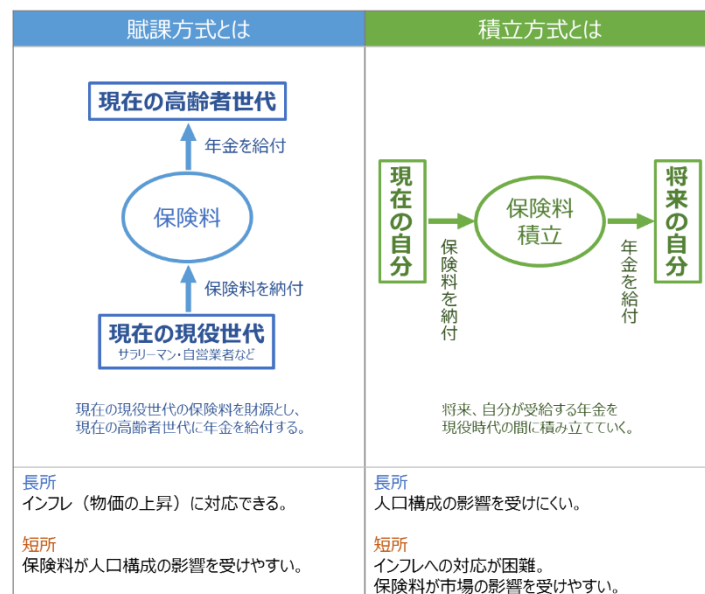 賦課方式とは
現在の高齢者世代
年金を給付
保険料
保険料を納付
現在の現役世代
サラリーマン・自営業者など
現在の現役世代の保険料を財源とし、
現在の高齢者世代に年金を給付する。
長所
インフレ（物価の上昇）に対応できる。
短所
保険料が人口構成の影響を受けやすい。
積立方式とは
現在の自分
保険料を納付
保険料
積立
年金を給付
将来の自分
将来、自分が受給する年金を
現役時代の間に積み立てていく。
長所
人口構成の影響を受けにくい。
短所
インフレへの対応が困難。
保険料が市場の影響を受けやすい。